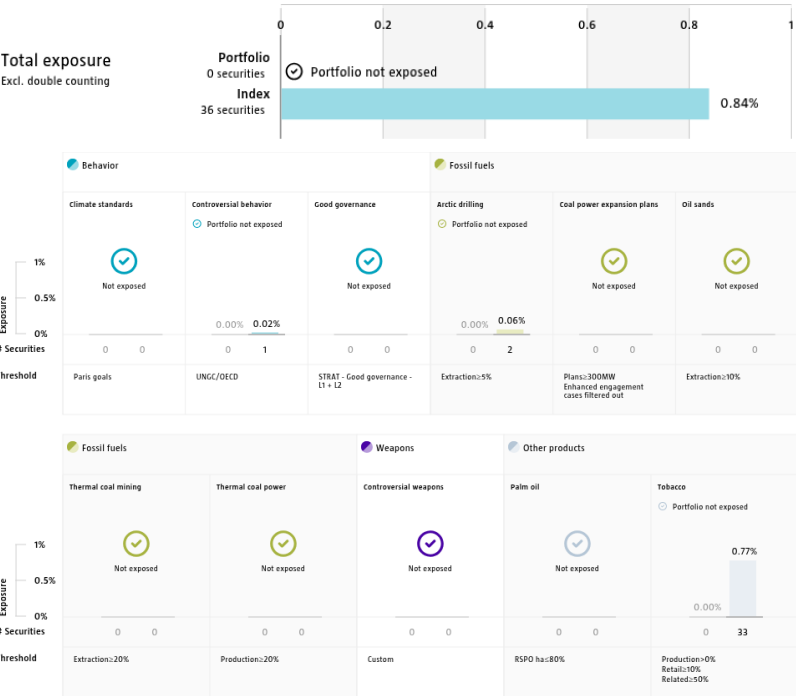 0 0.2 0.4 0.6 0.8 1
Total exposure
Excl. double counting
Portfolio
0 securities
Portfolio not exposed
Index
36 securities
0.84%
Behavior
Fossil fuels
Climate standards
Controversial behavior
Good governance
Arctic drilling
Coal power expansion plans
Oil sands
Portfolio not exposed
Portfolio not exposed
Not exposed
Not exposed
Not exposed
Not exposed
1%
0.5%
0%
Exposure
0.00% 0.02%
0.00% 0.06%
# Securities
0 0
0 1
0 0
0 2
0 0
0 0
hreshold
Paris goals
UNGC/OECD
STRAT - Good governance -
L1 + L2
Extraction≥5%
Plans≥300MW
Enhanced engagement
cases filtered out
Extraction≥10%
Fossil fuels
Weapons
Other products
Thermal coal mining
Thermal coal power
Controversial weapons
Palm oil
Tobacco
Portfolio not exposed
Not exposed
Not exposed
Not exposed
Not exposed
1%
0.5%
0%
Exposure
0.00% 0.77%
# Securities
0 0
0 0
0 0
0 0
0 33
hreshold
Extraction≥20%
Production≥20%
Custom
RSPO ha≤80%
Production>0%
Retail≥10%
Related≥50%